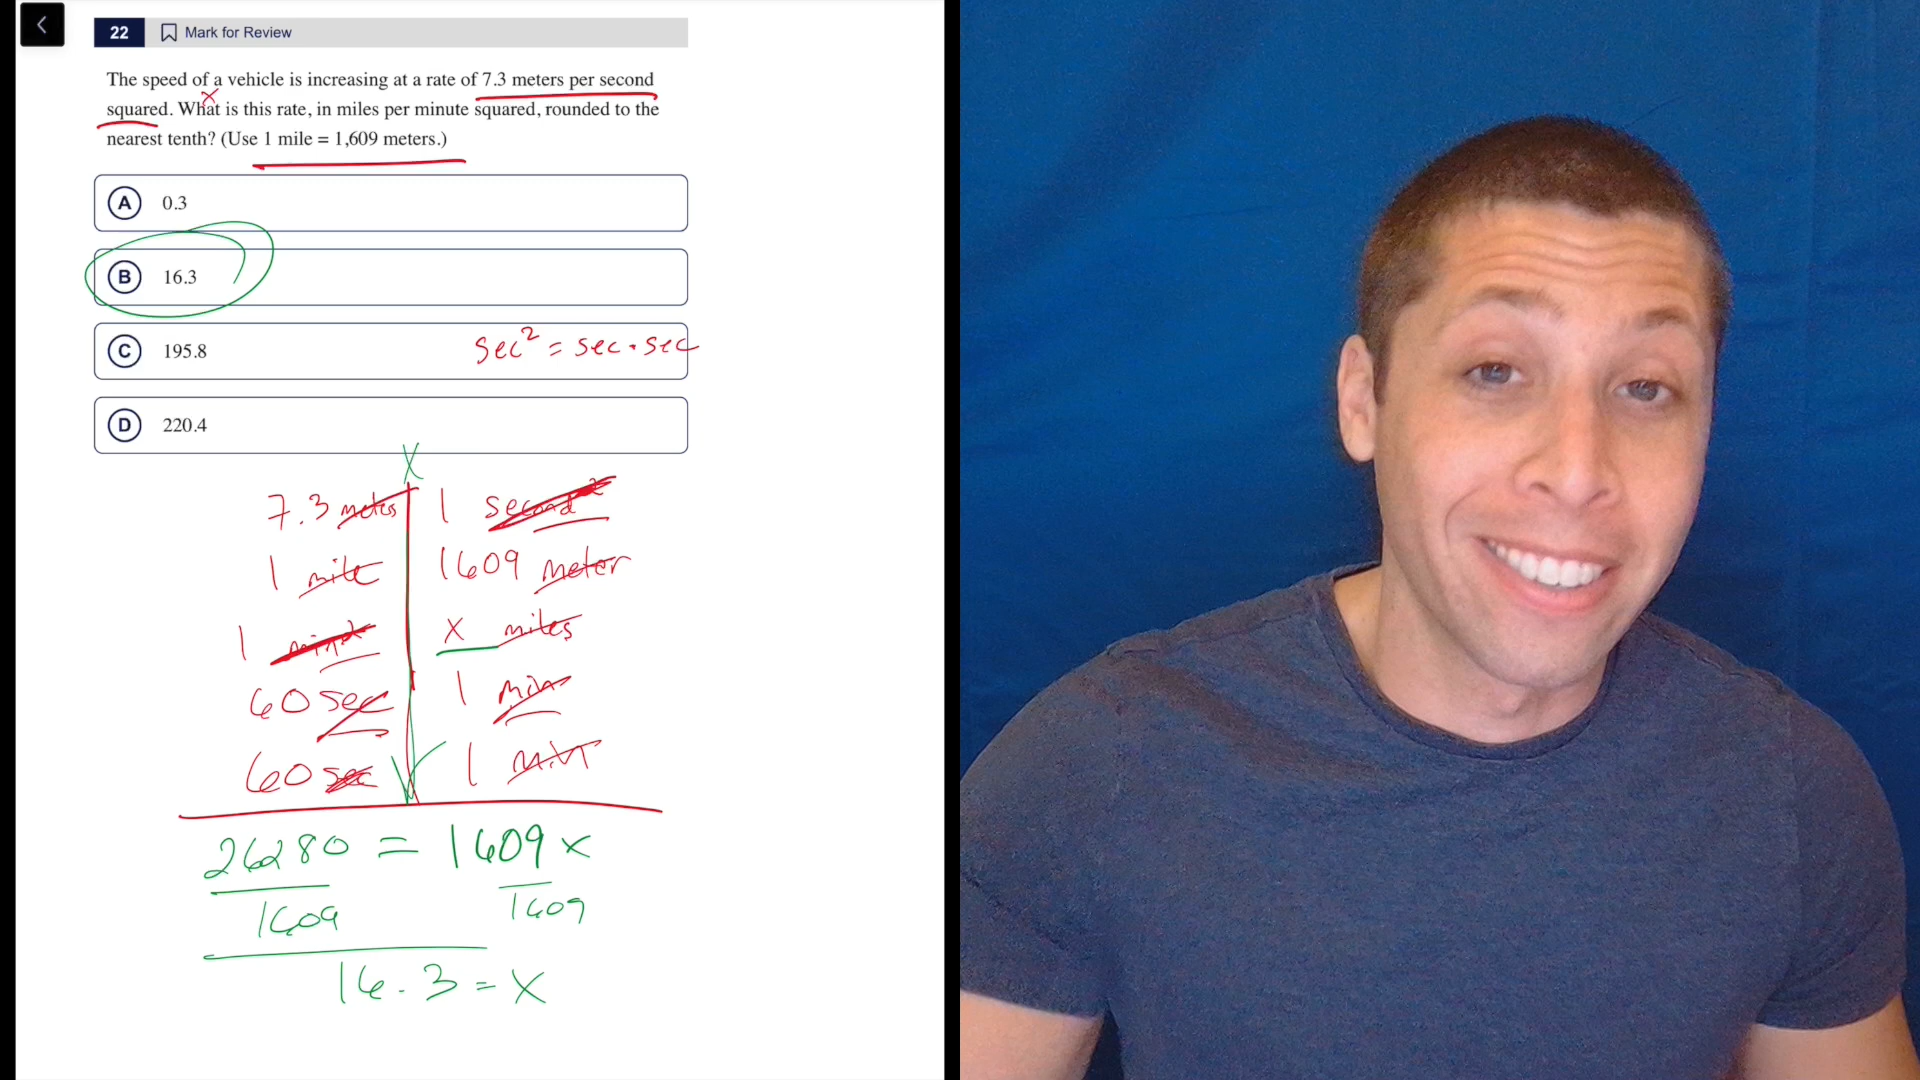 22 Mark for Review
The speed of a vehicle is increasing at a rate of 7.3 meters per second
squared. What is this rate, in miles per minute squared, rounded to the
x
nearest tenth? (Use 1 mile = 1,609 meters.)
A 0.3
B 16.3
C 195.8
sec² = sec · sec
D 220.4
x
7.3 meters 1 second²
1 mile 1609 meter
1 min² x miles
60 sec 1 min
60 sec 1 min
26280 = 1609x
1609 1609
16.3 = x